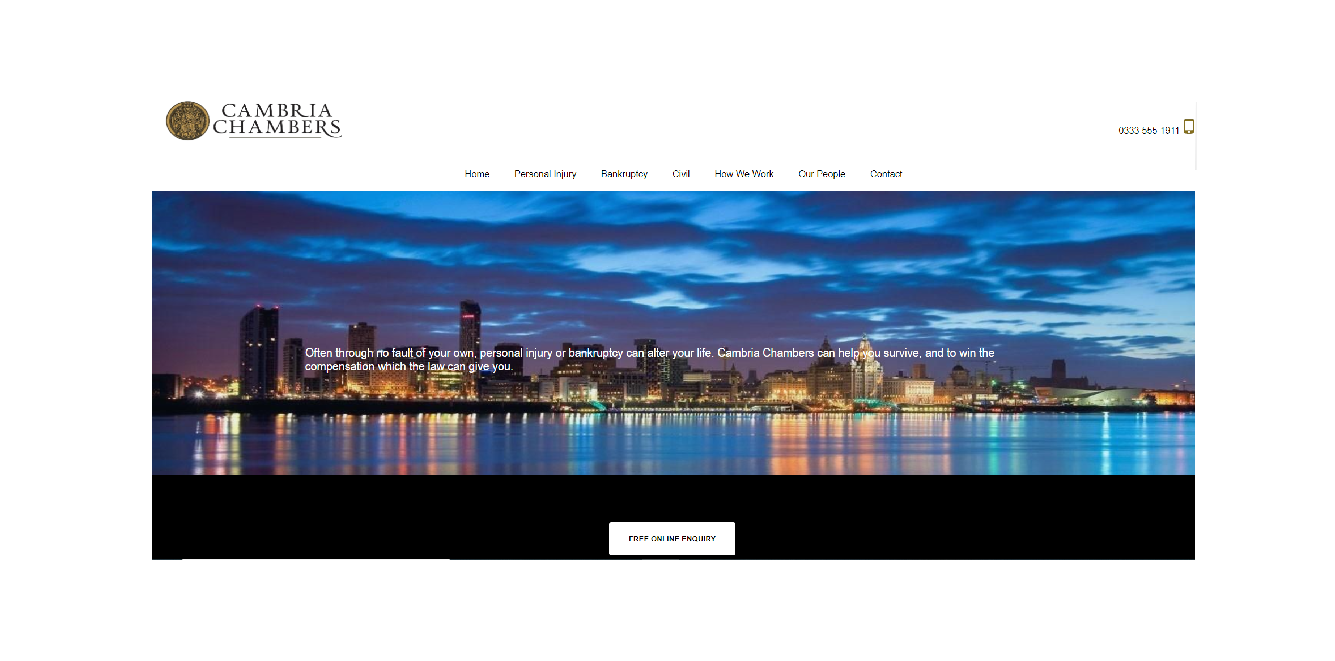 CAMBRIA
CHAMBERS
0333 555 1911
Home Personal Injury Bankruptcy Civil How We Work Our People Contact
Often through no fault of your own, personal injury or bankruptcy can alter your life. Cambria Chambers can help you survive, and to win the
compensation which the law can give you.
FREE ONLINE ENQUIRY